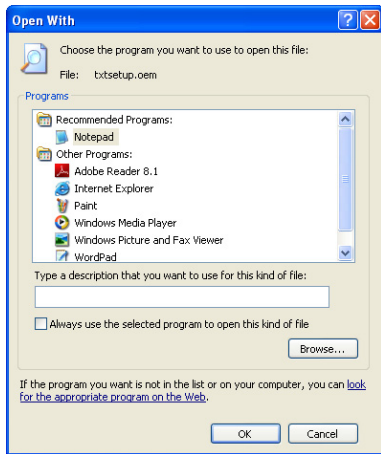 Open With
Choose the program you want to use to open this file:
File: txtsetup.oem
Programs
Recommended Programs:
Notepad
Other Programs:
Adobe Reader 8.1
Internet Explorer
Paint
Windows Media Player
Windows Picture and Fax Viewer
WordPad
Type a description that you want to use for this kind of file:
Always use the selected program to open this kind of file
Browse...
If the program you want is not in the list or on your computer, you can look
for the appropriate program on the Web.
OK Cancel